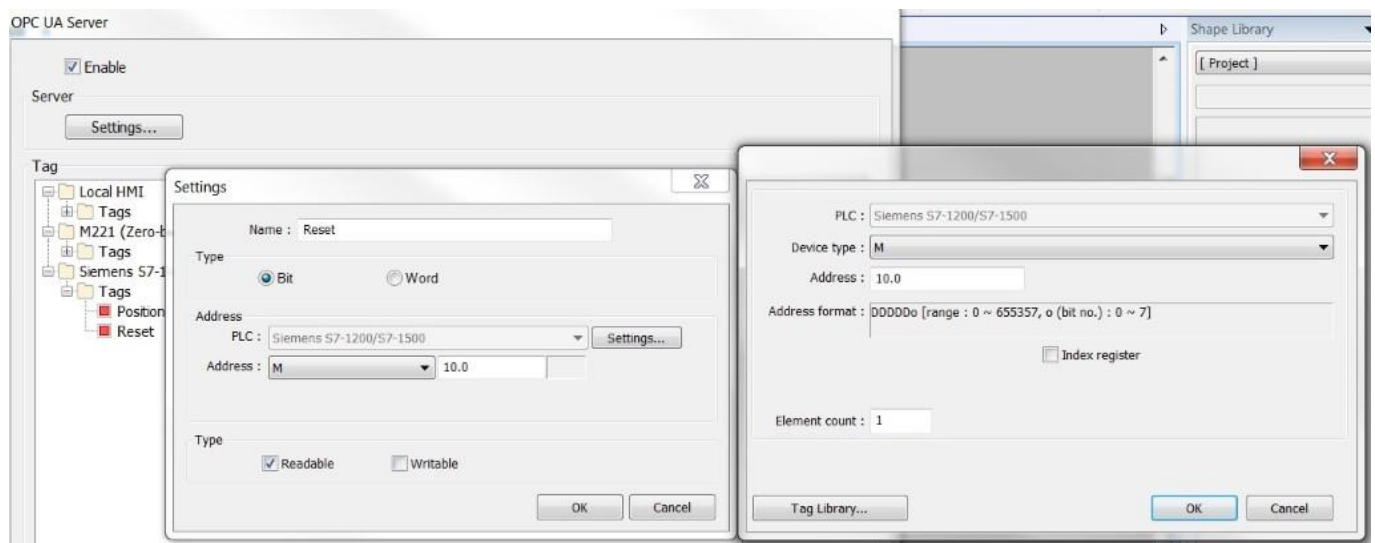 OPC UA Server
Enable
Server
Settings...
Tag
Local HMI
Tags
M221 (Zero-b
Tags
Siemens S7-1
Tags
Position
Reset
Settings
Name : Reset
Type
Bit Word
Address
PLC : Siemens S7-1200/S7-1500 Settings...
Address : M 10.0
Type
Readable Writable
OK Cancel
PLC : Siemens S7-1200/S7-1500
Device type : M
Address : 10.0
Address format : DDDDDo [range : 0 ~ 655357, o (bit no.) : 0 ~ 7]
Index register
Element count : 1
Tag Library... OK Cancel
Shape Library
[ Project ]